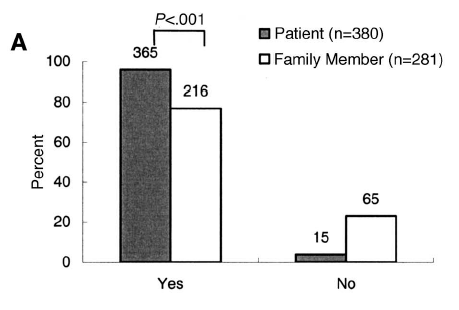 A
P<.001
Patient (n=380)
Family Member (n=281)
Percent
100
80
60
40
20
0
365
216
15
65
Yes
No